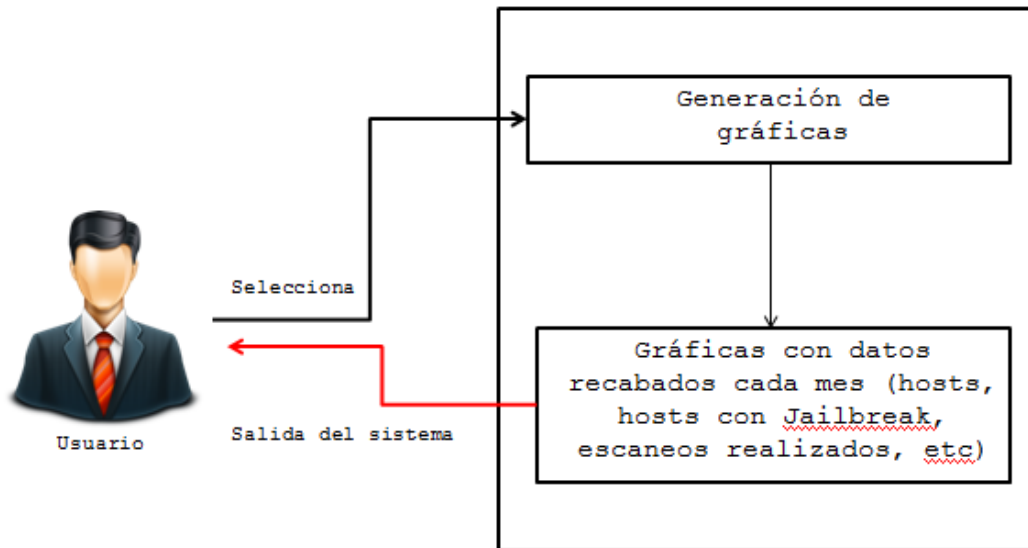 Generación de
gráficas
Selecciona
Gráficas con datos
recabados cada mes (hosts,
hosts con Jailbreak,
escaneos realizados, etc)
Usuario
Salida del sistema